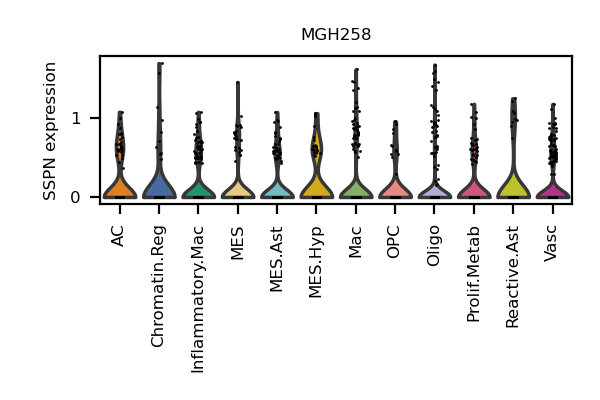 MGH258
SSPN expression
1
0
AC
Chromatin.Reg
Inflammatory.Mac
MES
MES.Ast
MES.Hyp
Mac
OPC
Oligo
Prolif.Metab
Reactive.Ast
Vasc